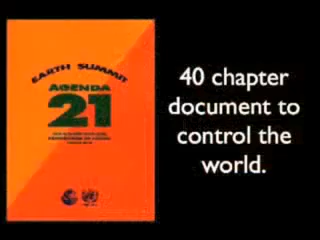 EARTH SUMMIT
AGENDA
21
40 chapter
document to
control the
world.